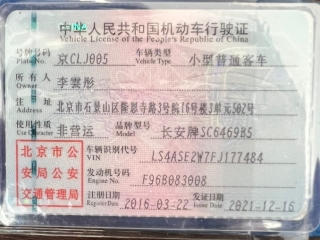 中华人民共和国机动车行驶证
Vehicle License of the People's Republic of China
号牌号码 Plate No. 京CLJ005 车辆类型 Vehicle Type 小型普通客车
所有人 Owner 李雲彤
住址 Address 北京市石景山区隆恩寺路3号院16号楼3单元502号
使用性质 Use Character 非营运 品牌型号 Model 长安牌SC6469BS
北京市公安局公安交通管理局
车辆识别代号 VIN LS4ASE2W7FJ177484
发动机号码 Engine No. F96B083008
注册日期 Register Date 2016-03-22 发证日期 Issue Date 2021-12-16